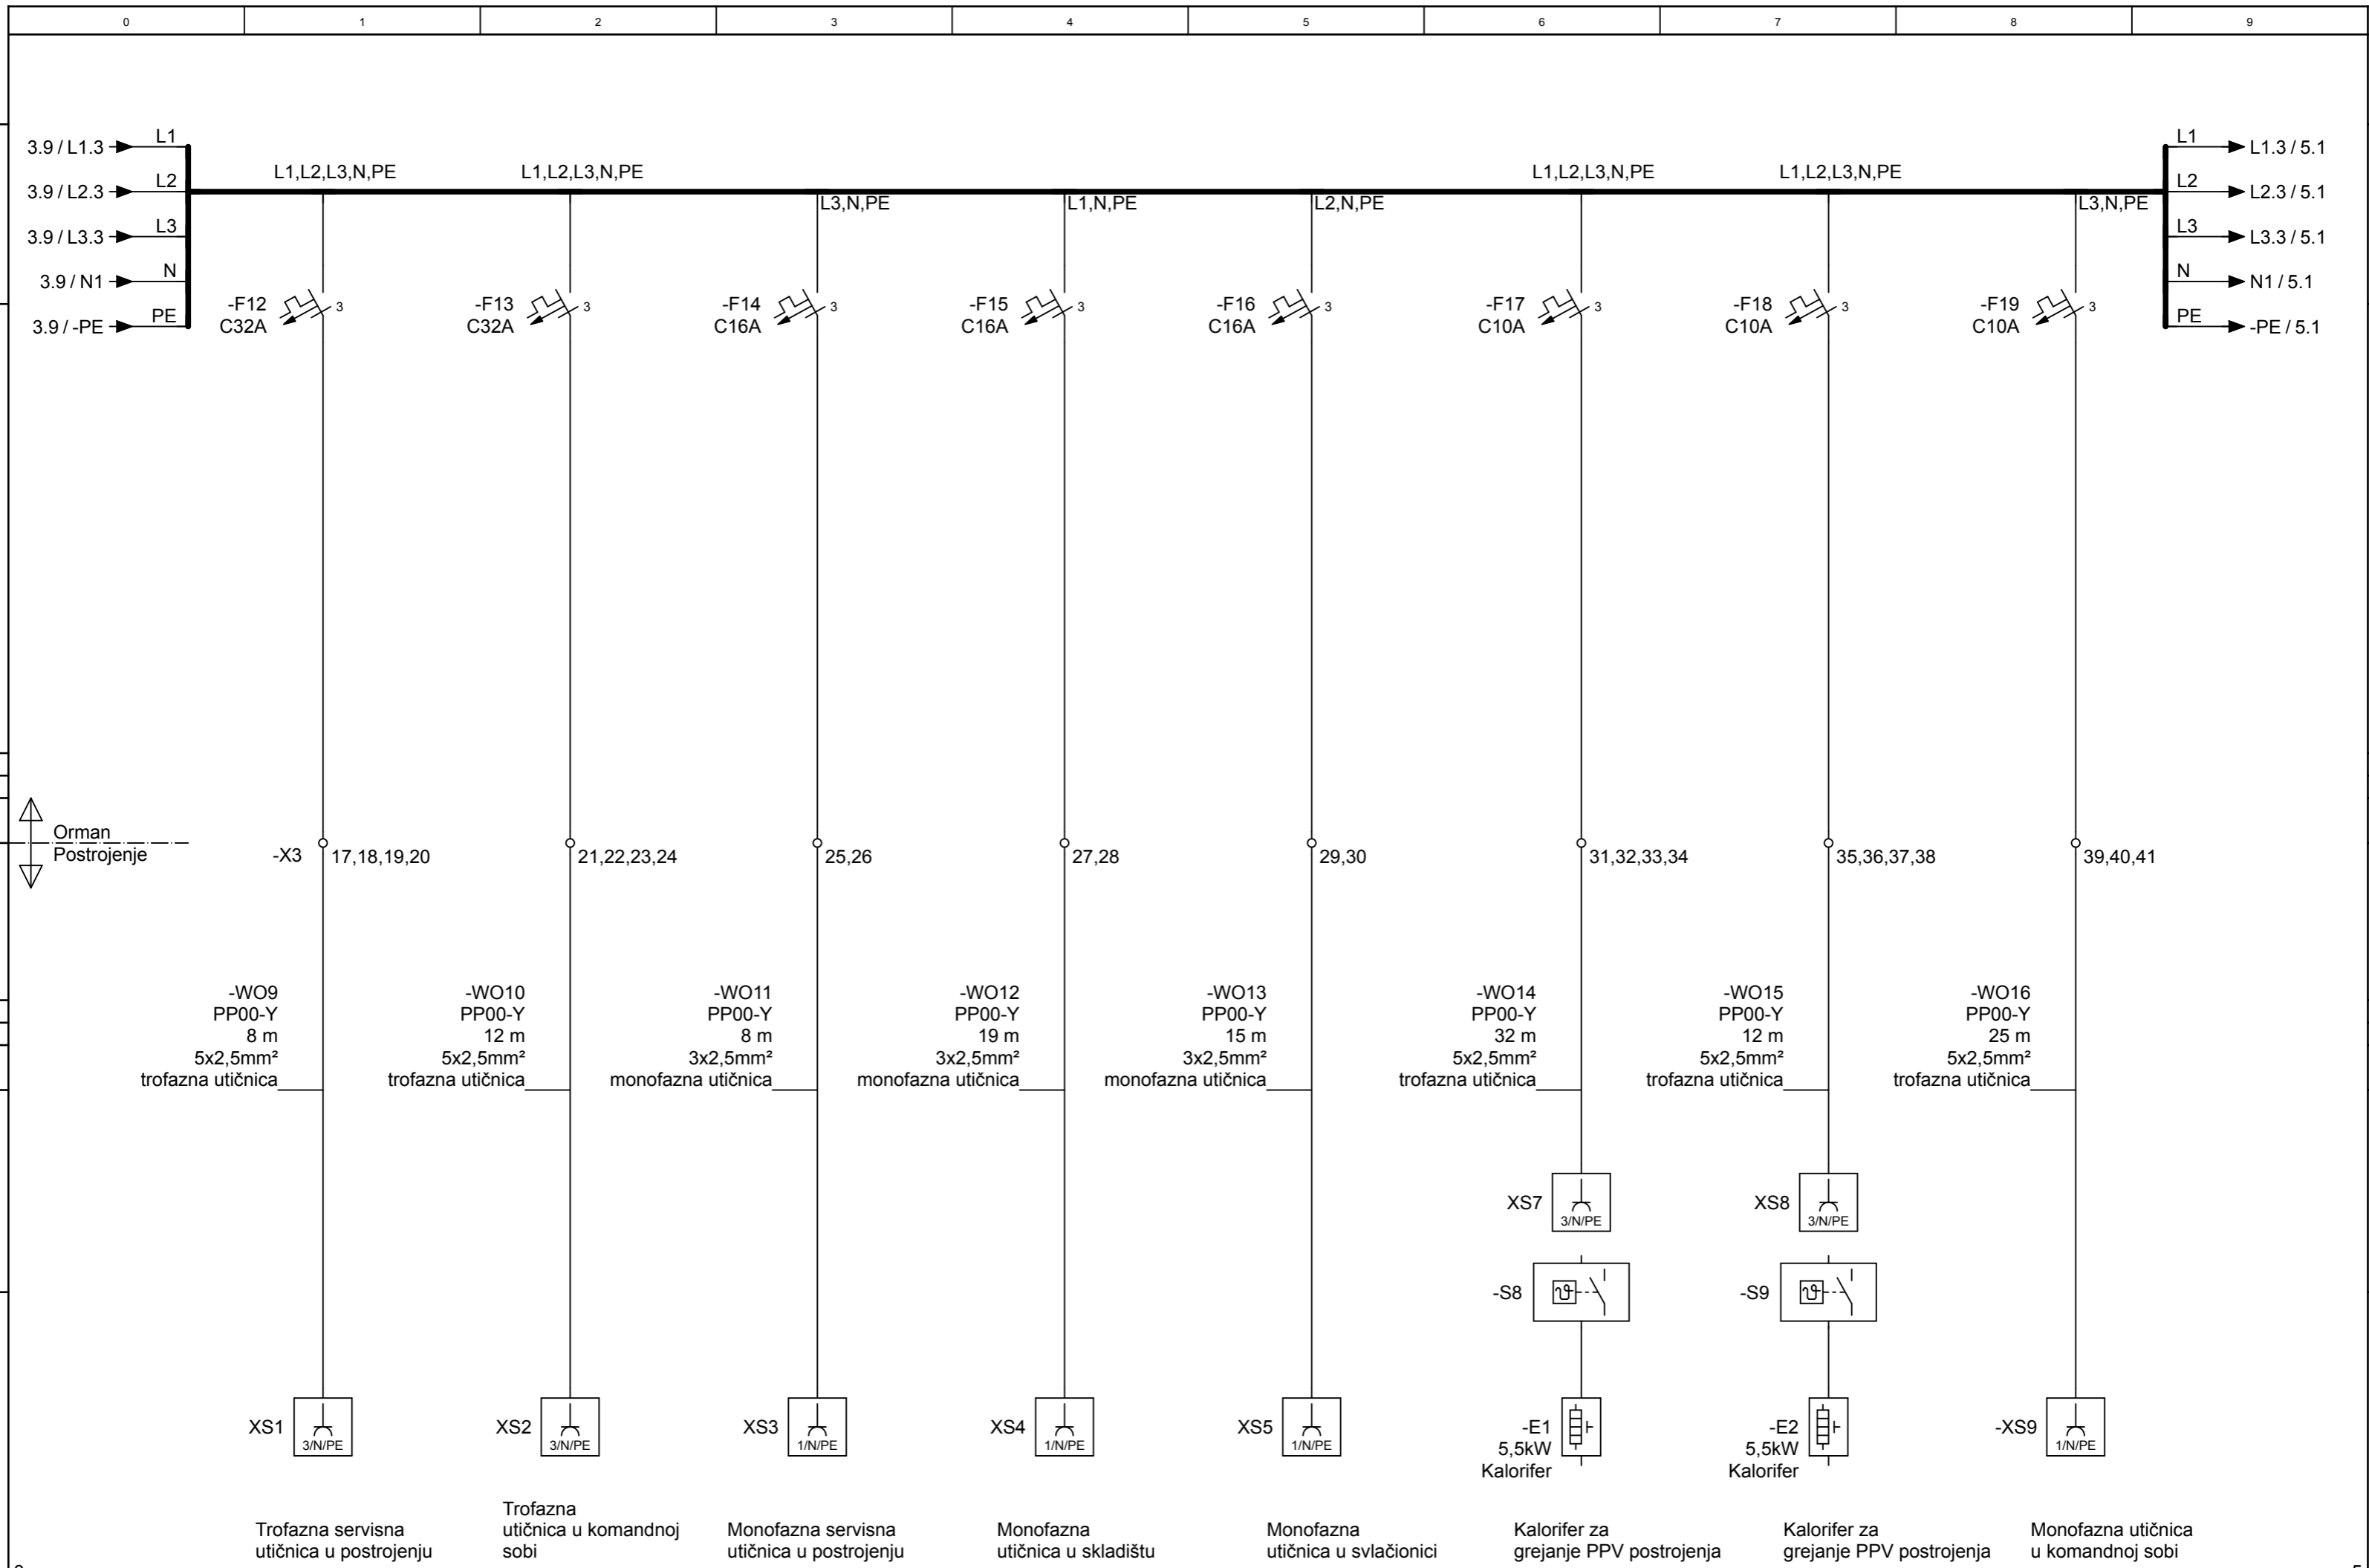 0 1 2 3 4 5 6 7 8 9
3.9 / L1.3 L1
3.9 / L2.3 L2
3.9 / L3.3 L3
3.9 / N1 N
3.9 / -PE PE
L1,L2,L3,N,PE
L1,L2,L3,N,PE
L3,N,PE
L1,N,PE
L2,N,PE
L1,L2,L3,N,PE
L1,L2,L3,N,PE
L3,N,PE
L1 L1.3 / 5.1
L2 L2.3 / 5.1
L3 L3.3 / 5.1
N N1 / 5.1
PE -PE / 5.1
-F12 3
C32A
-F13 3
C32A
-F14 3
C16A
-F15 3
C16A
-F16 3
C16A
-F17 3
C10A
-F18 3
C10A
-F19 3
C10A
Orman
Postrojenje
-X3 17,18,19,20
21,22,23,24
25,26
27,28
29,30
31,32,33,34
35,36,37,38
39,40,41
-WO9
PP00-Y
8 m
5x2,5mm²
trofazna utičnica
-WO10
PP00-Y
12 m
5x2,5mm²
trofazna utičnica
-WO11
PP00-Y
8 m
3x2,5mm²
monofazna utičnica
-WO12
PP00-Y
19 m
3x2,5mm²
monofazna utičnica
-WO13
PP00-Y
15 m
3x2,5mm²
monofazna utičnica
-WO14
PP00-Y
32 m
5x2,5mm²
trofazna utičnica
-WO15
PP00-Y
12 m
5x2,5mm²
trofazna utičnica
-WO16
PP00-Y
25 m
5x2,5mm²
trofazna utičnica
XS7
3/N/PE
XS8
3/N/PE
-S8 ϑ
-S9 ϑ
XS1
3/N/PE
XS2
3/N/PE
XS3
1/N/PE
XS4
1/N/PE
XS5
1/N/PE
-E1
5,5kW
Kalorifer
-E2
5,5kW
Kalorifer
-XS9
1/N/PE
Trofazna servisna
utičnica u postrojenju
Trofazna
utičnica u komandnoj
sobi
Monofazna servisna
utičnica u postrojenju
Monofazna
utičnica u skladištu
Monofazna
utičnica u svlačionici
Kalorifer za
grejanje PPV postrojenja
Kalorifer za
grejanje PPV postrojenja
Monofazna utičnica
u komandnoj sobi